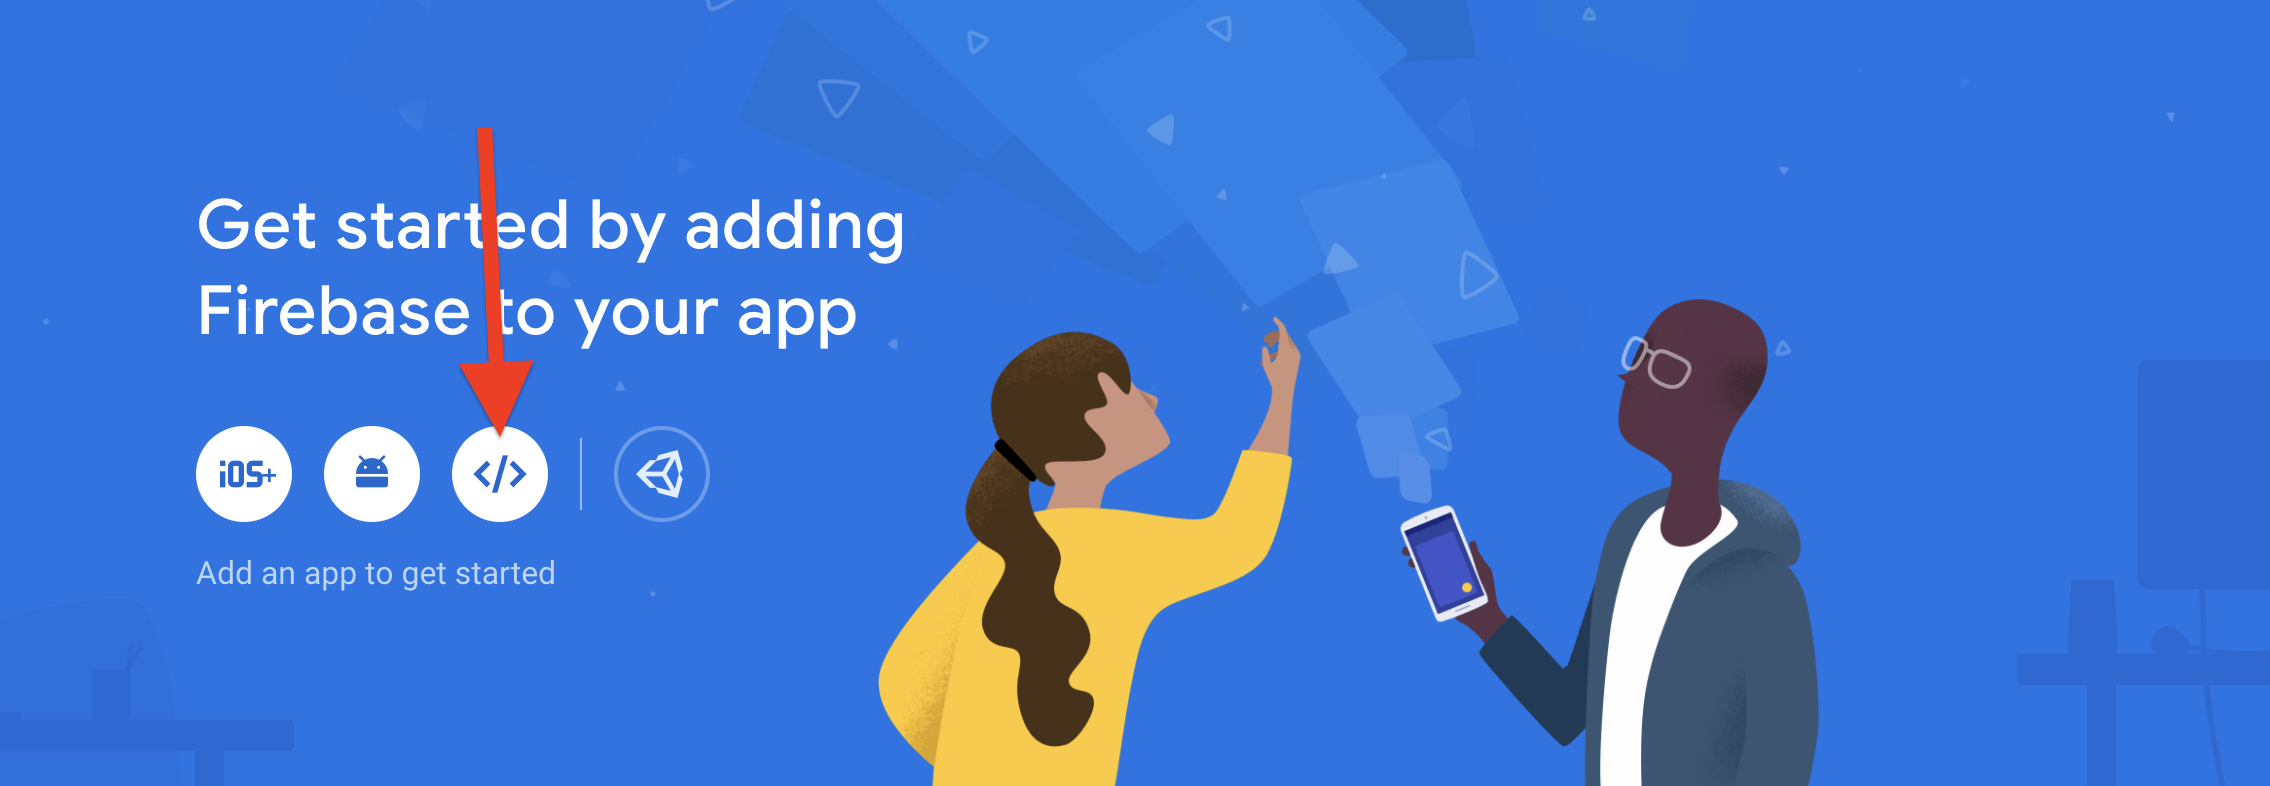 Get started by adding
Firebase to your app
iOS+
</>
Add an app to get started